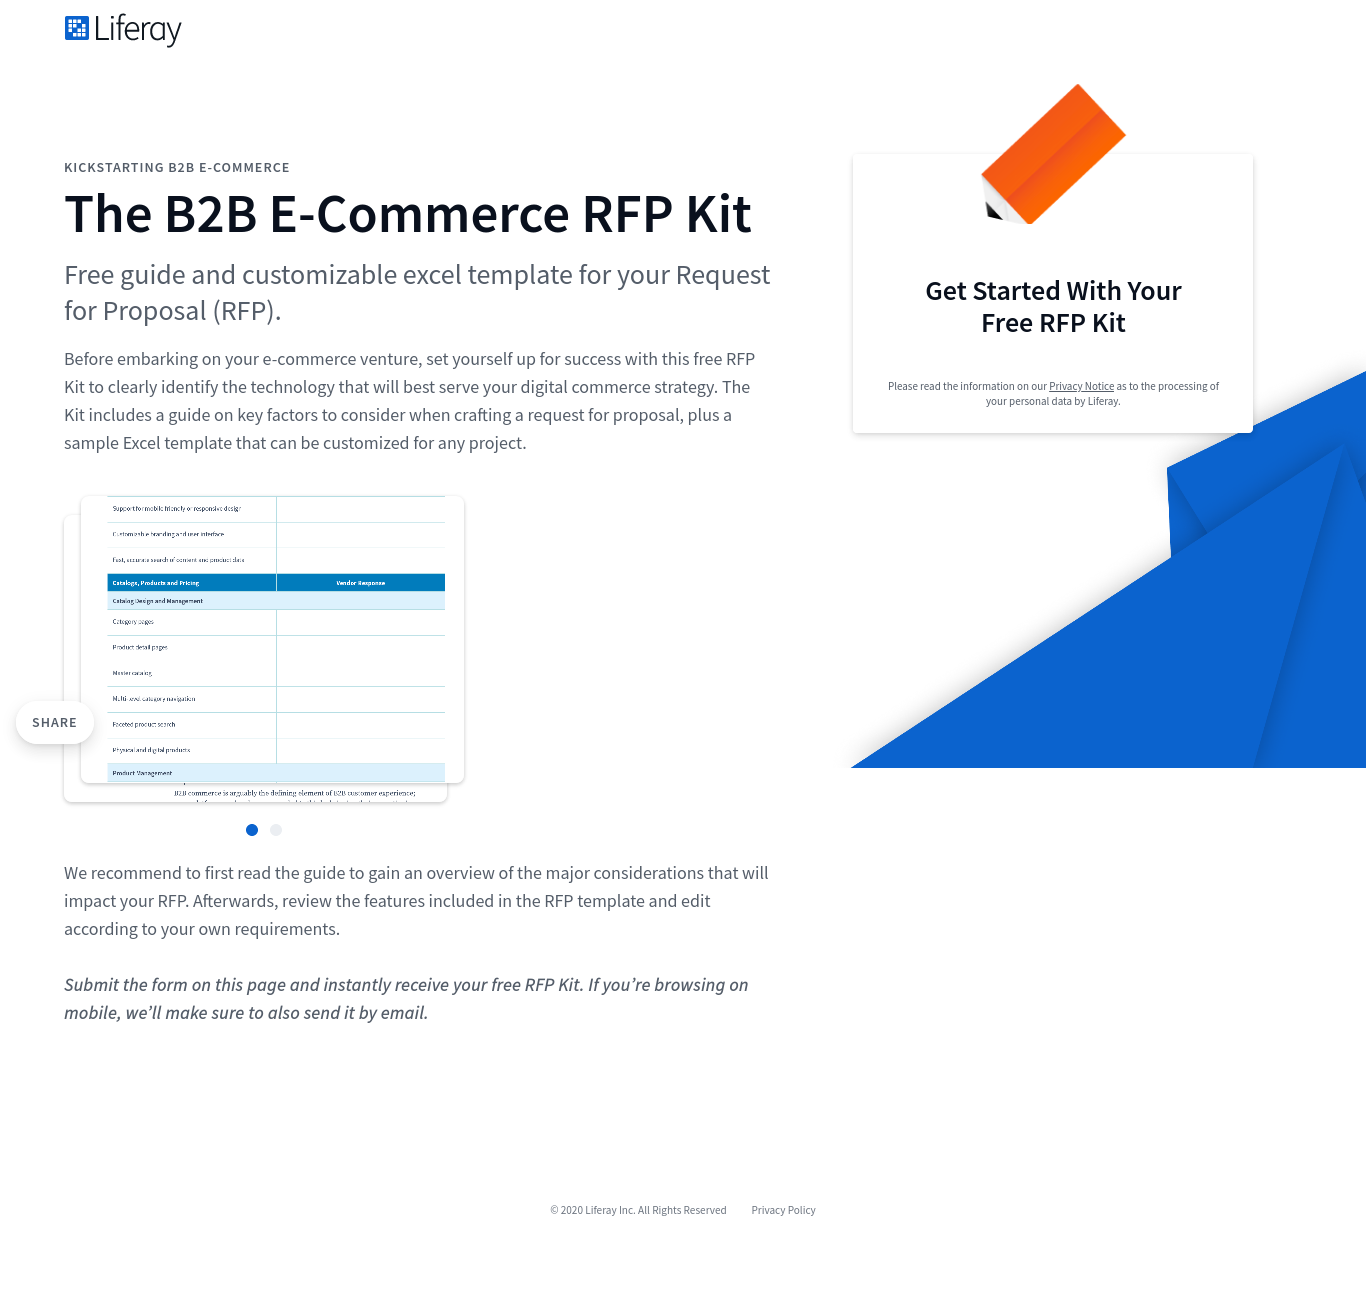 Liferay
KICKSTARTING B2B E-COMMERCE
The B2B E-Commerce RFP Kit
Free guide and customizable excel template for your Request
for Proposal (RFP).
Before embarking on your e-commerce venture, set yourself up for success with this free RFP
Kit to clearly identify the technology that will best serve your digital commerce strategy. The
Kit includes a guide on key factors to consider when crafting a request for proposal, plus a
sample Excel template that can be customized for any project.
Support for mobile friendly or responsive design
Customizable branding and user interface
Fast, accurate search of content and product data
Catalogs, Products and Pricing Vendor Response
Catalog Design and Management
Category pages
Product detail pages
Master catalog
Multi-level category navigation
Faceted product search
Physical and digital products
Product Management
B2B commerce is arguably the defining element of B2B customer experience;
SHARE
We recommend to first read the guide to gain an overview of the major considerations that will
impact your RFP. Afterwards, review the features included in the RFP template and edit
according to your own requirements.
Submit the form on this page and instantly receive your free RFP Kit. If you’re browsing on
mobile, we’ll make sure to also send it by email.
Get Started With Your
Free RFP Kit
Please read the information on our Privacy Notice as to the processing of
your personal data by Liferay.
© 2020 Liferay Inc. All Rights Reserved Privacy Policy